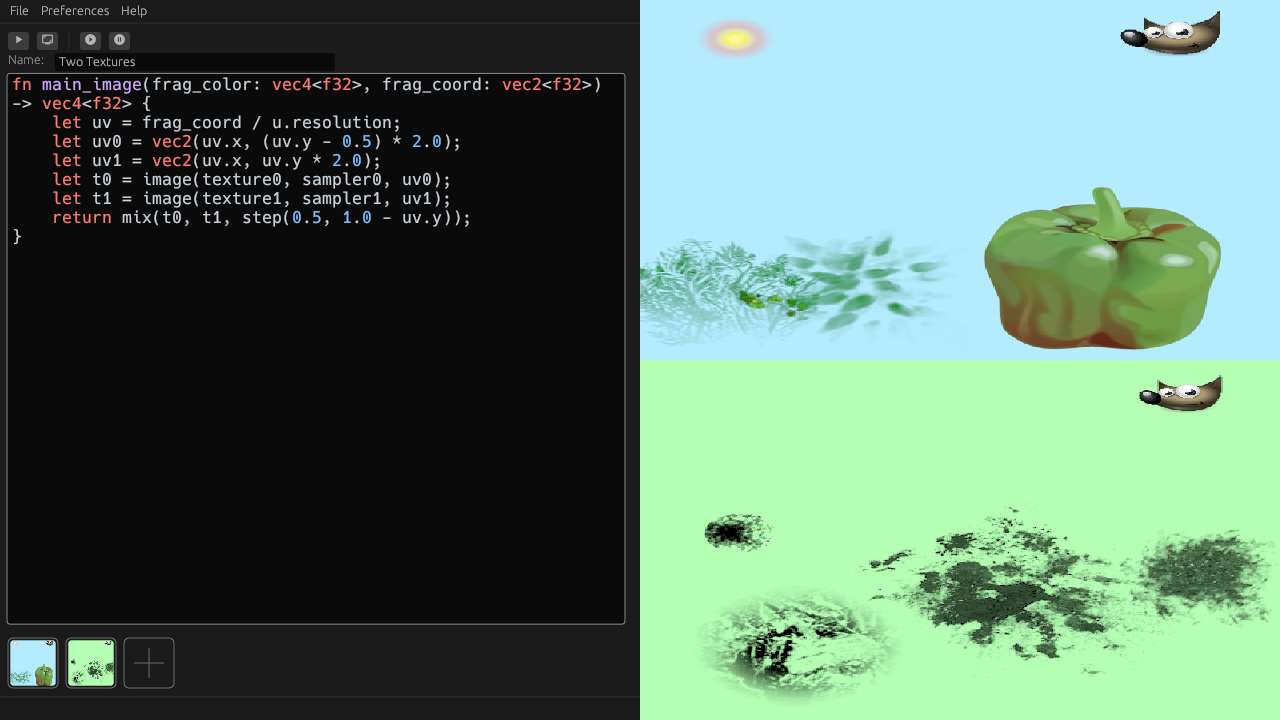 File Preferences Help
Name: Two Textures
fn main_image(frag_color: vec4<f32>, frag_coord: vec2<f32>)
-> vec4<f32> {
    let uv = frag_coord / u.resolution;
    let uv0 = vec2(uv.x, (uv.y - 0.5) * 2.0);
    let uv1 = vec2(uv.x, uv.y * 2.0);
    let t0 = image(texture0, sampler0, uv0);
    let t1 = image(texture1, sampler1, uv1);
    return mix(t0, t1, step(0.5, 1.0 - uv.y));
}